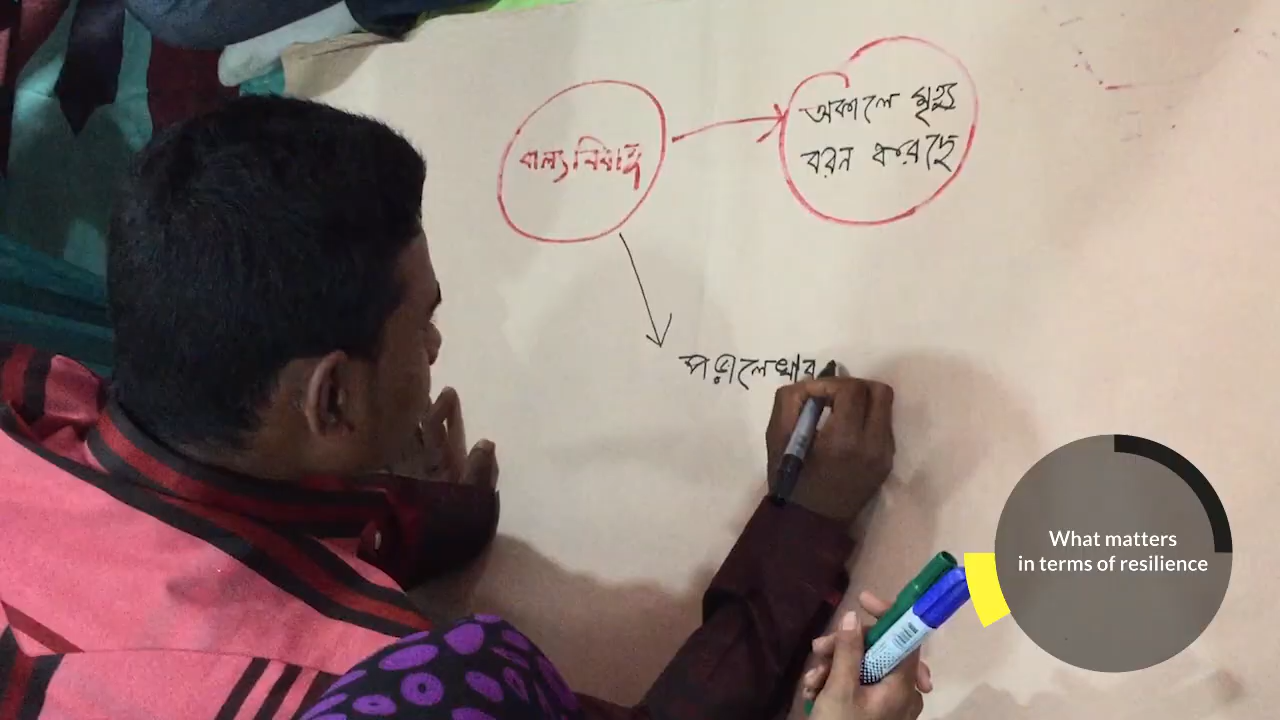 বাল্যবিবাহ
অকালে মৃত্যু
বরন করছে
পড়ালেখার
What matters
in terms of resilience